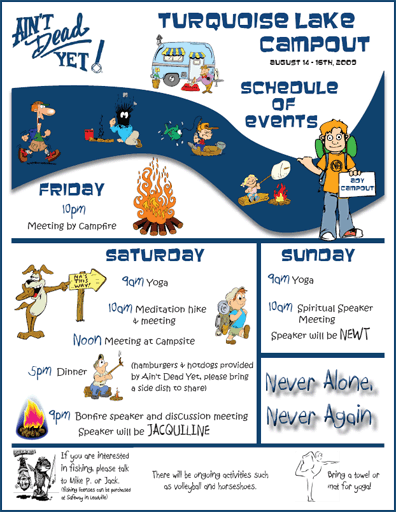 AIN'T
Dead
YET!
TURQUOISE LAKE
CAMPOUT
AUGUST 14 - 16TH, 2009
SCHEDULE
OF
EVENTS
ADY
CAMPOUT
FRIDAY
10pm
Meeting by Campfire
SATURDAY
9am Yoga
10am Meditation hike
& meeting
Noon Meeting at Campsite
5pm Dinner
(hamburgers & hotdogs provided
by Ain't Dead Yet, please bring
a side dish to share)
9pm Bonfire speaker and discussion meeting
Speaker will be JACQUILINE
SUNDAY
9am Yoga
10am Spiritual Speaker
Meeting
Speaker will be NEWT
Never Alone,
Never Again
If you are interested
in fishing, please talk
to Mike P. or Jack.
(fishing licenses can be purchased
at Safeway in Leadville)
There will be ongoing activities such
as volleyball and horseshoes.
Bring a towel or
mat for yoga!